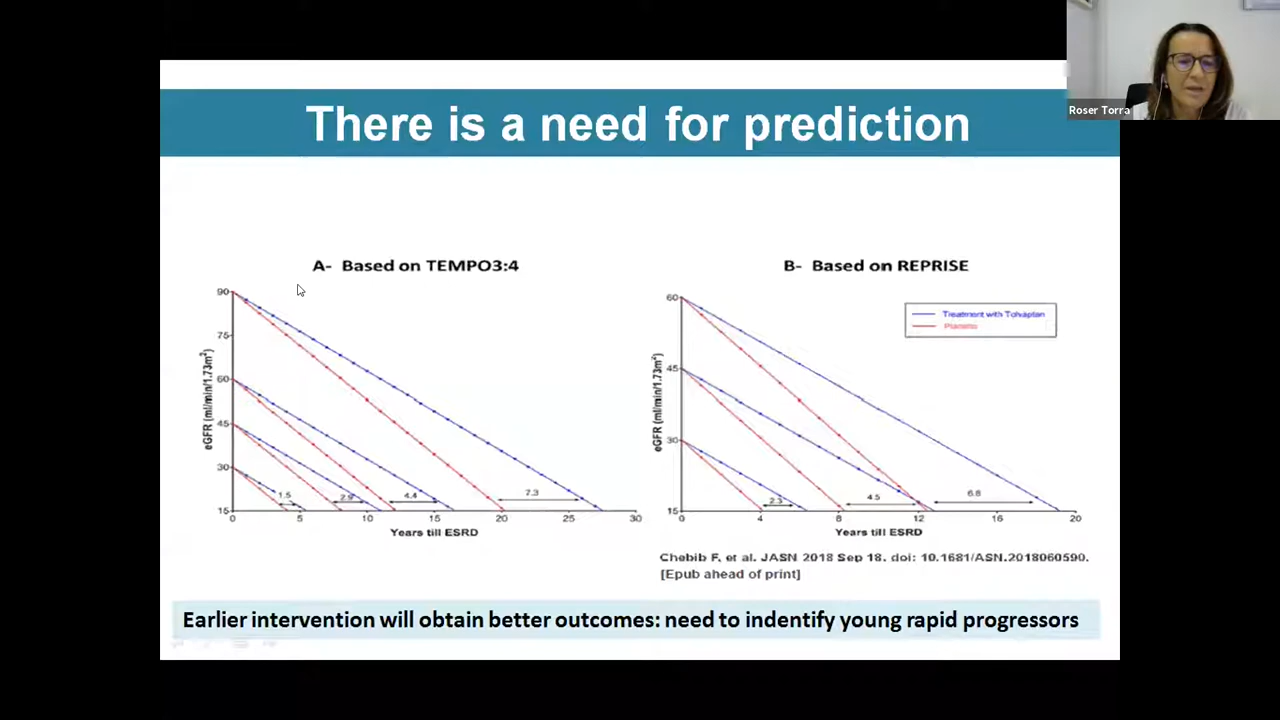 Roser Torra
There is a need for prediction
A- Based on TEMPO3:4
90
75
60
45
30
15
eGFR (ml/min/1.73m²)
1.5
2.9
4.4
7.3
0 5 10 15 20 25 30
Years till ESRD
B- Based on REPRISE
Treatment with Tolvaptan
Placebo
60
45
30
15
eGFR (ml/min/1.73m²)
2.3
4.5
6.8
0 4 8 12 16 20
Years till ESRD
Chebib F, et al. JASN 2018 Sep 18. doi: 10.1681/ASN.2018060590.
[Epub ahead of print]
Earlier intervention will obtain better outcomes: need to indentify young rapid progressors